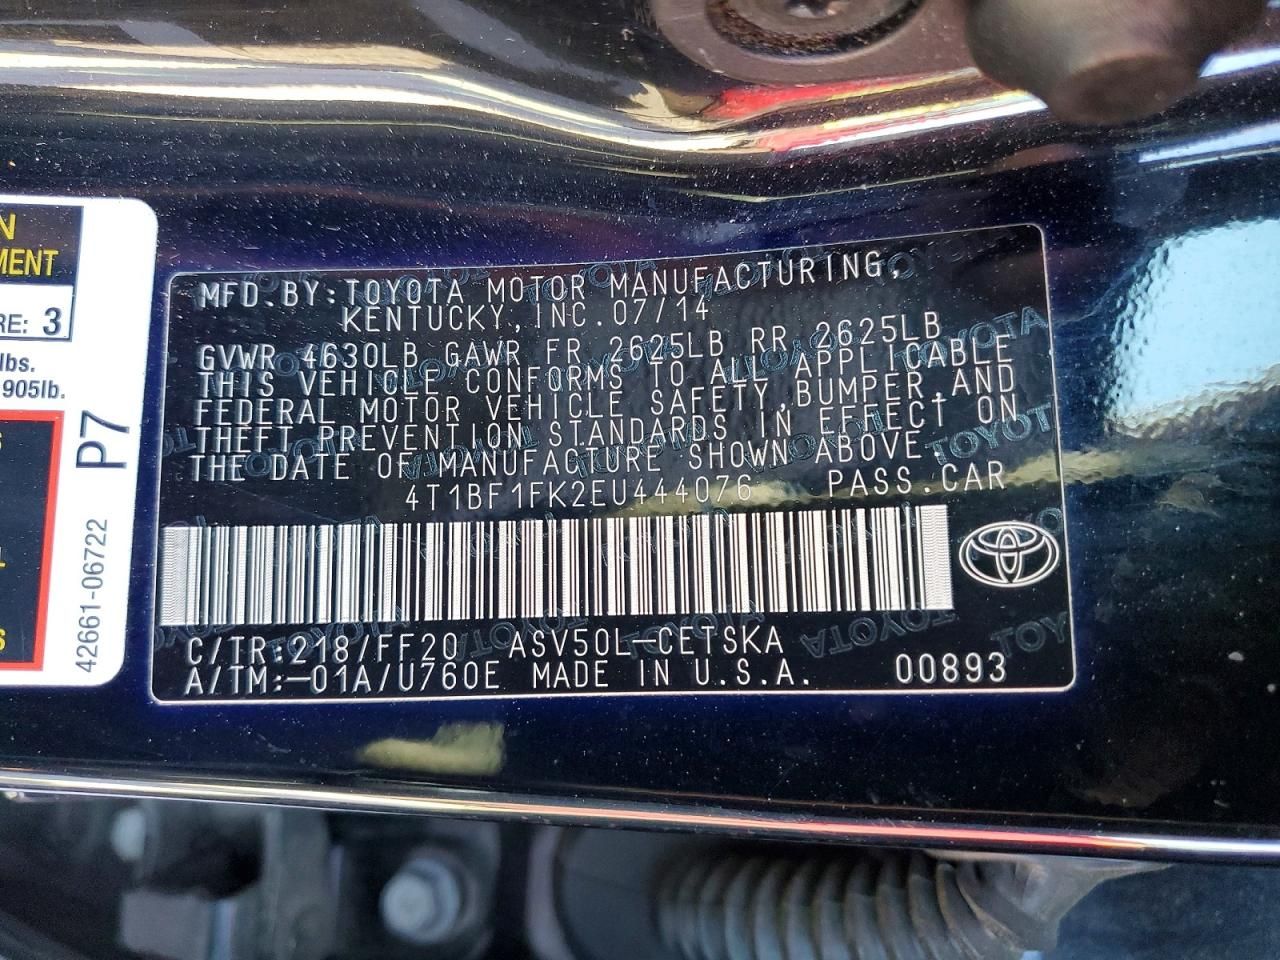 N
MENT
RE: 3
lbs.
905lb.
S
L
S
P7
42661-06722
MFD.BY:TOYOTA MOTOR MANUFACTURING,
KENTUCKY,INC.07/14
GVWR 4630LB GAWR FR 2625LB RR 2625LB
THIS VEHICLE CONFORMS TO ALL APPLICABLE
FEDERAL MOTOR VEHICLE SAFETY,BUMPER,AND
THEFT PREVENTION STANDARDS IN EFFECT ON
THE DATE OF MANUFACTURE SHOWN ABOVE.
4T1BF1FK2EU444076 PASS.CAR
C/TR:218/FF20 ASV50L-CETSKA
A/TM:-01A/U760E MADE IN U.S.A. 00893